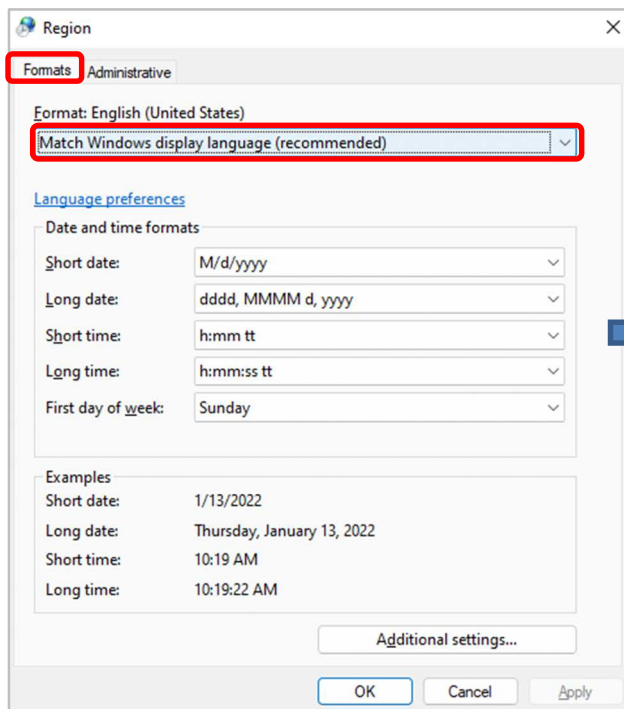 Region
Formats Administrative
Format: English (United States)
Match Windows display language (recommended)
Language preferences
Date and time formats
Short date: M/d/yyyy
Long date: dddd, MMMM d, yyyy
Short time: h:mm tt
Long time: h:mm:ss tt
First day of week: Sunday
Examples
Short date: 1/13/2022
Long date: Thursday, January 13, 2022
Short time: 10:19 AM
Long time: 10:19:22 AM
Additional settings...
OK Cancel Apply